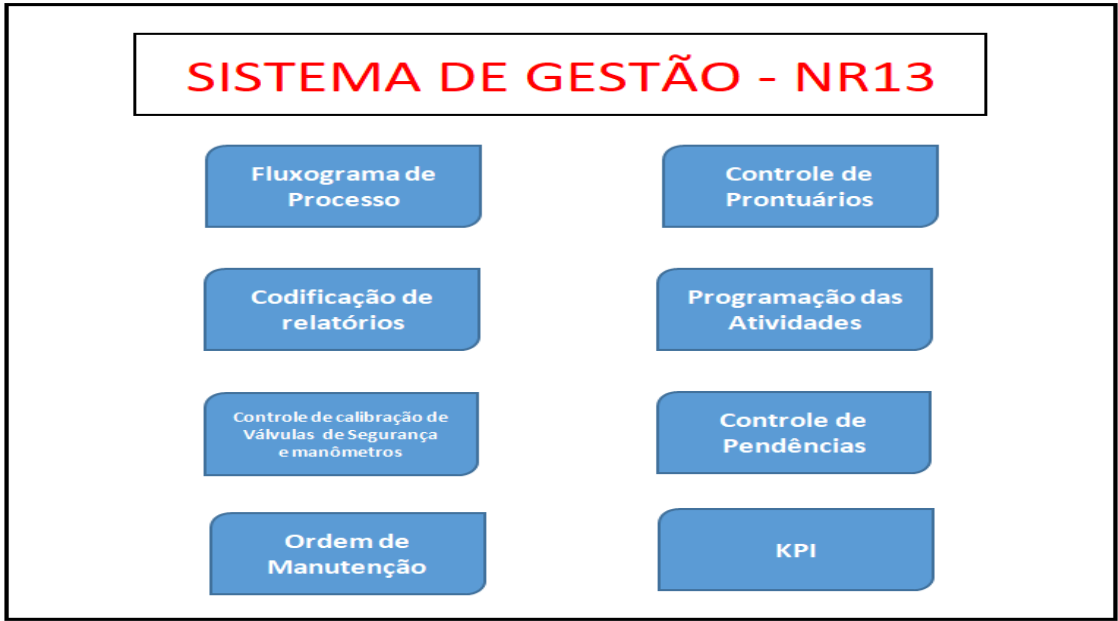 SISTEMA DE GESTÃO - NR13
Fluxograma de
Processo
Controle de
Prontuários
Codificação de
relatórios
Programação das
Atividades
Controle de calibração de
Válvulas de Segurança
e manômetros
Controle de
Pendências
Ordem de
Manutenção
KPI